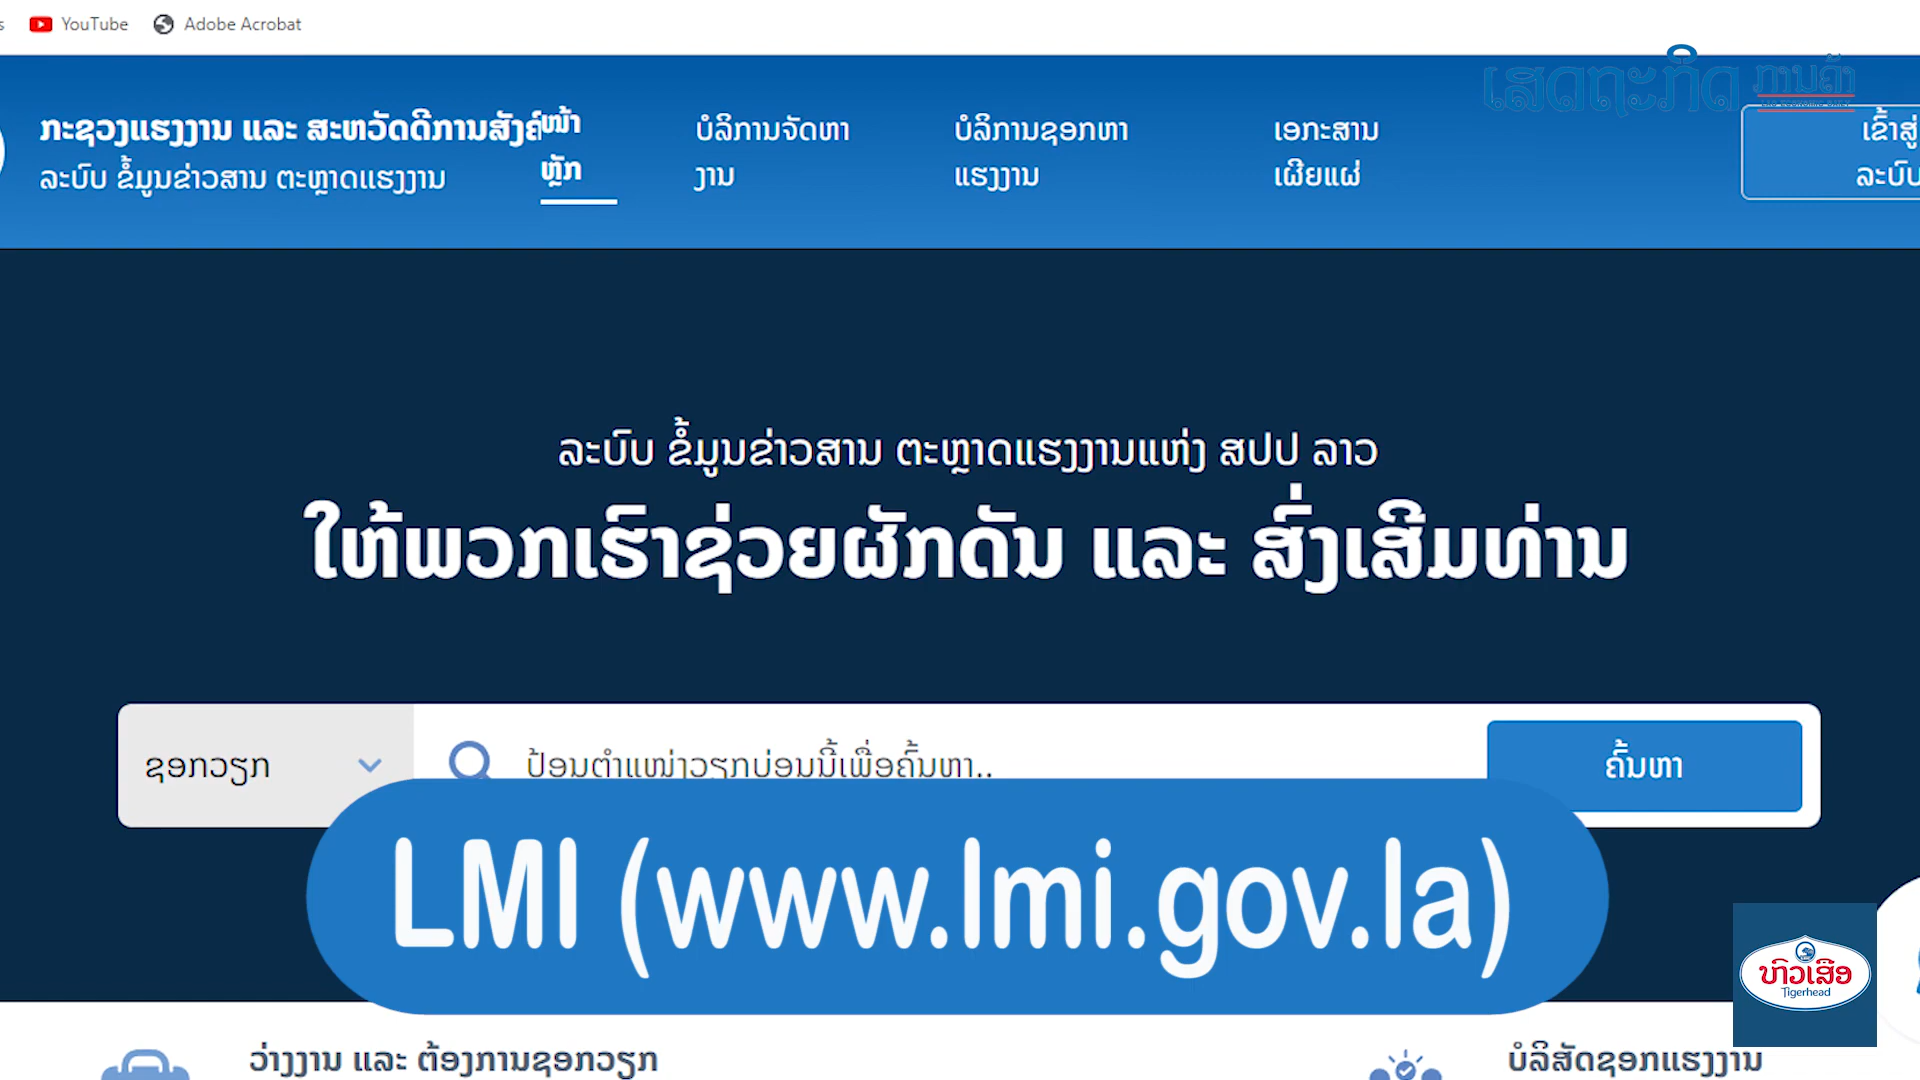 YouTube
Adobe Acrobat
ເສດຖະກິດ ການຄ້າ
ກະຊວງແຮງງານ ແລະ ສະຫວັດດີການສັງຄົ
ລະບົບ ຂໍ້ມູນຂ່າວສານ ຕະຫຼາດແຮງງານ
ໜ້າ
ຫຼັກ
ບໍລິການຈັດຫາ
ງານ
ບໍລິການຊອກຫາ
ແຮງງານ
ເອກະສານ
ເຜີຍແຜ່
ເຂົ້າສູ່
ລະບົບ
ລະບົບ ຂໍ້ມູນຂ່າວສານ ຕະຫຼາດແຮງງານແຫ່ງ ສປປ ລາວ
ໃຫ້ພວກເຮົາຊ່ວຍຜັກດັນ ແລະ ສົ່ງເສີມທ່ານ
ຊອກວຽກ
ປ້ອນຕຳແໜ່ງວຽກບ່ອນນີ້ເພື່ອຄົ້ນຫາ..
ຄົ້ນຫາ
LMI (www.lmi.gov.la)
ຫົວເສືອ
Tigerhead
ວ່າງງານ ແລະ ຕ້ອງການຊອກວຽກ
ບໍລິສັດຊອກແຮງງານ